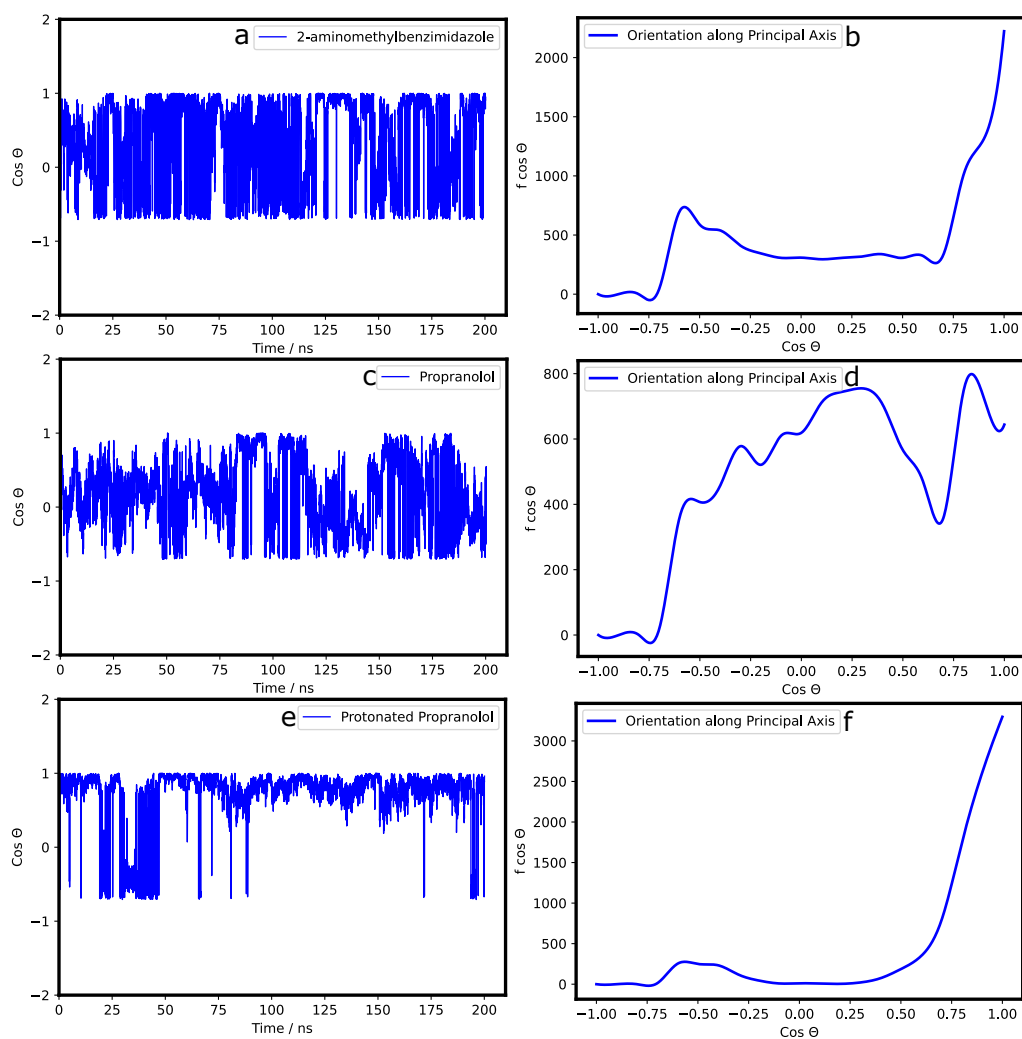 a
2-aminomethylbenzimidazole
2
1
0
−1
−2
Cos Θ
0 25 50 75 100 125 150 175 200
Time / ns
b
Orientation along Principal Axis
2000
1500
1000
500
0
f cos Θ
−1.00 −0.75 −0.50 −0.25 0.00 0.25 0.50 0.75 1.00
Cos Θ
c
Propranolol
2
1
0
−1
−2
Cos Θ
0 25 50 75 100 125 150 175 200
Time / ns
d
Orientation along Principal Axis
800
600
400
200
0
f cos Θ
−1.00 −0.75 −0.50 −0.25 0.00 0.25 0.50 0.75 1.00
Cos Θ
e
Protonated Propranolol
2
1
0
−1
−2
Cos Θ
0 25 50 75 100 125 150 175 200
Time / ns
f
Orientation along Principal Axis
3000
2500
2000
1500
1000
500
0
f cos Θ
−1.00 −0.75 −0.50 −0.25 0.00 0.25 0.50 0.75 1.00
Cos Θ